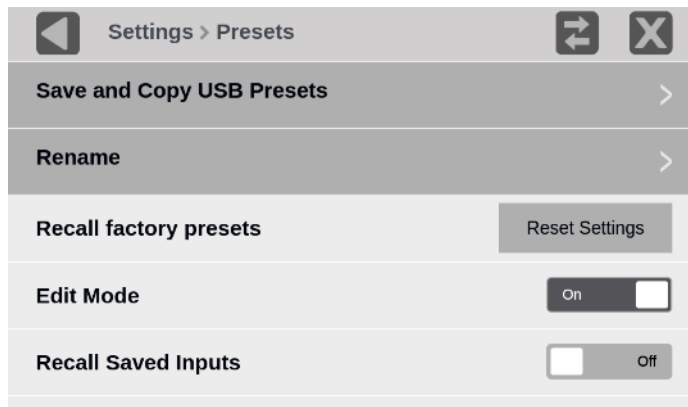 Settings > Presets
Save and Copy USB Presets
Rename
Recall factory presets Reset Settings
Edit Mode On
Recall Saved Inputs Off